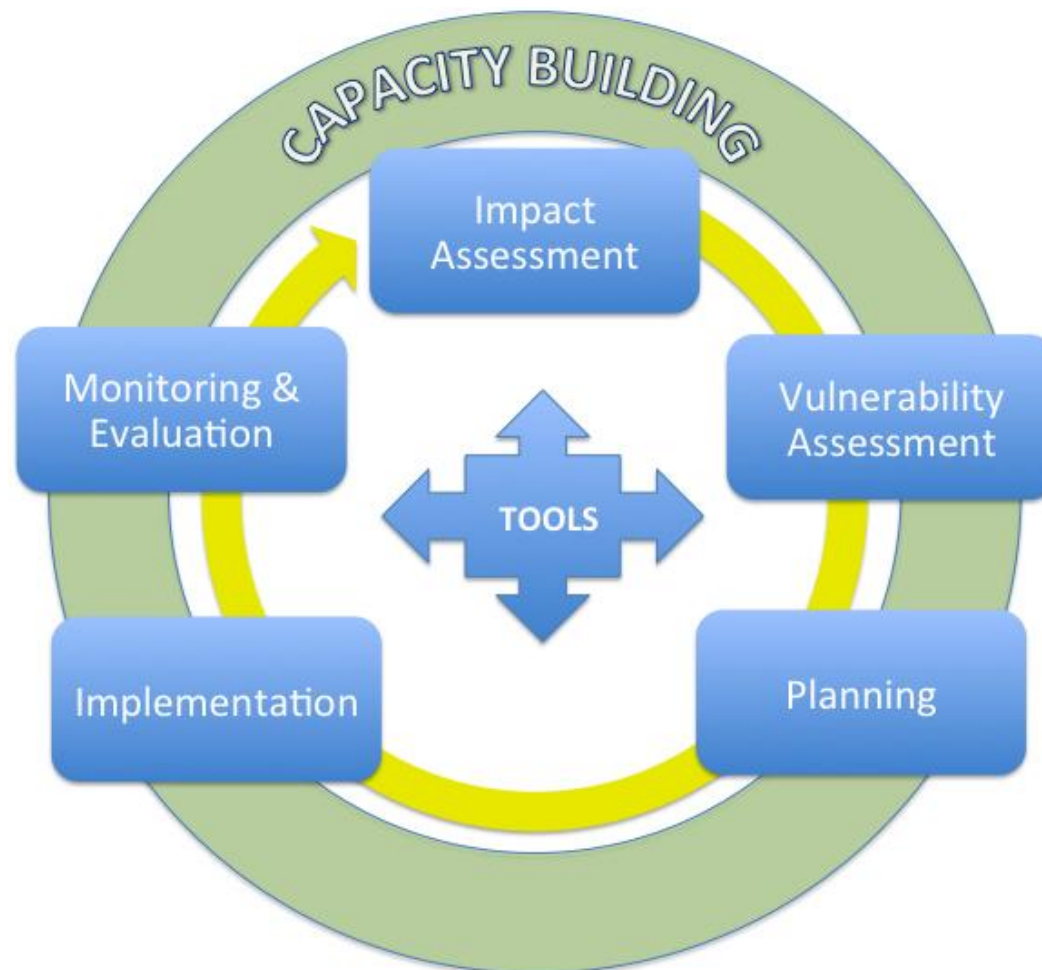 CAPACITY BUILDING
Impact
Assessment
Monitoring &
Evaluation
Vulnerability
Assessment
TOOLS
Implementation
Planning